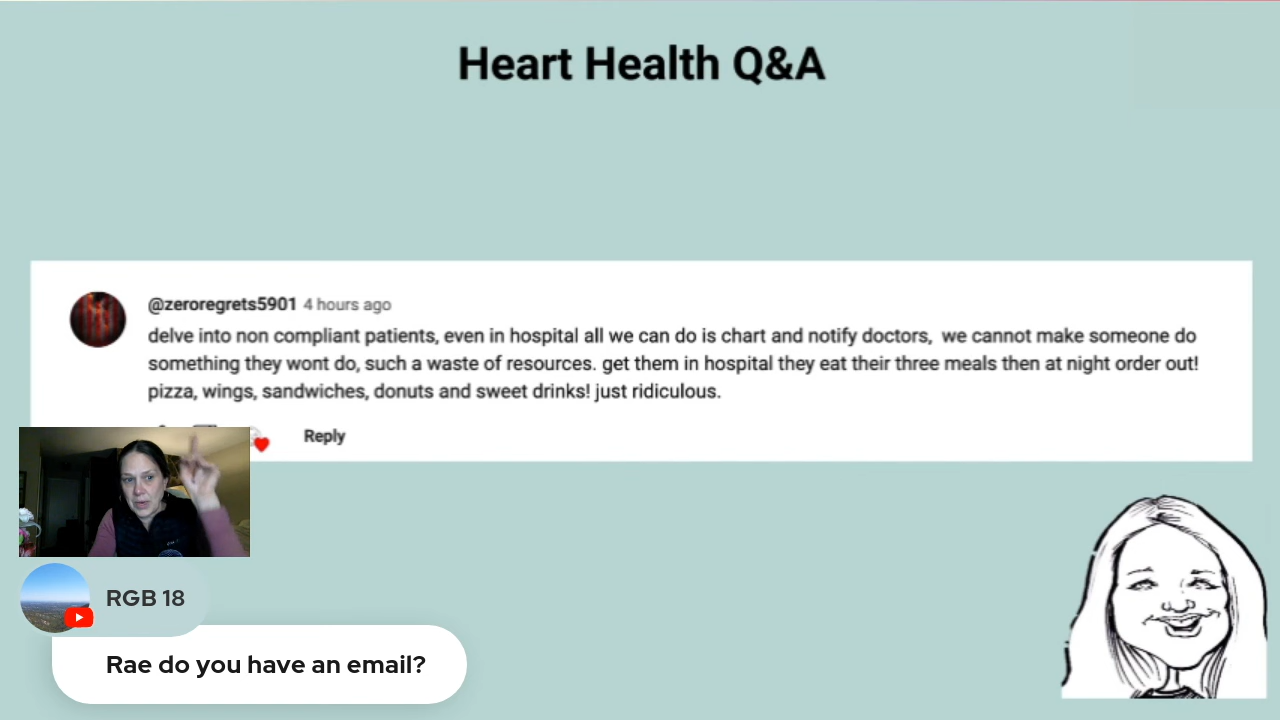 Heart Health Q&A
@zeroregrets5901 4 hours ago
delve into non compliant patients, even in hospital all we can do is chart and notify doctors,  we cannot make someone do
something they wont do, such a waste of resources. get them in hospital they eat their three meals then at night order out!
pizza, wings, sandwiches, donuts and sweet drinks! just ridiculous.
Reply
RGB 18
Rae do you have an email?